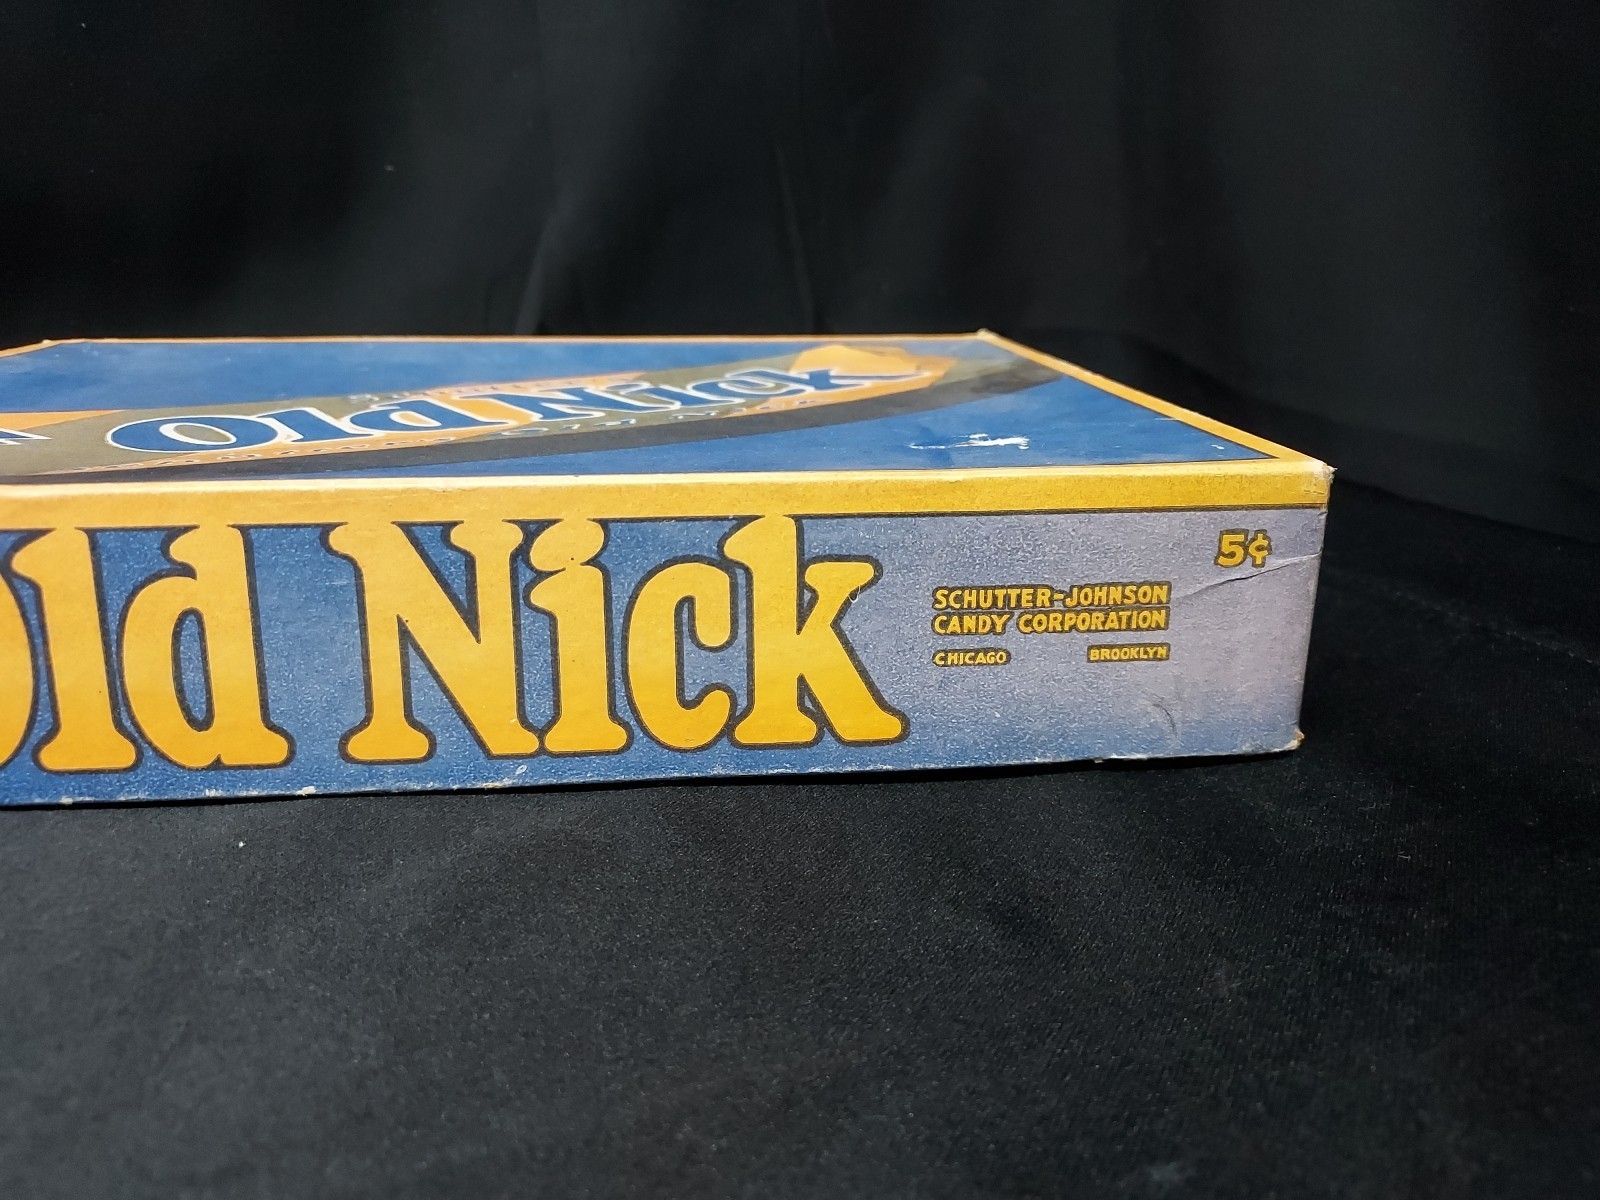 Old Nick
Old Nick
5¢
SCHUTTER-JOHNSON
CANDY CORPORATION
CHICAGO BROOKLYN